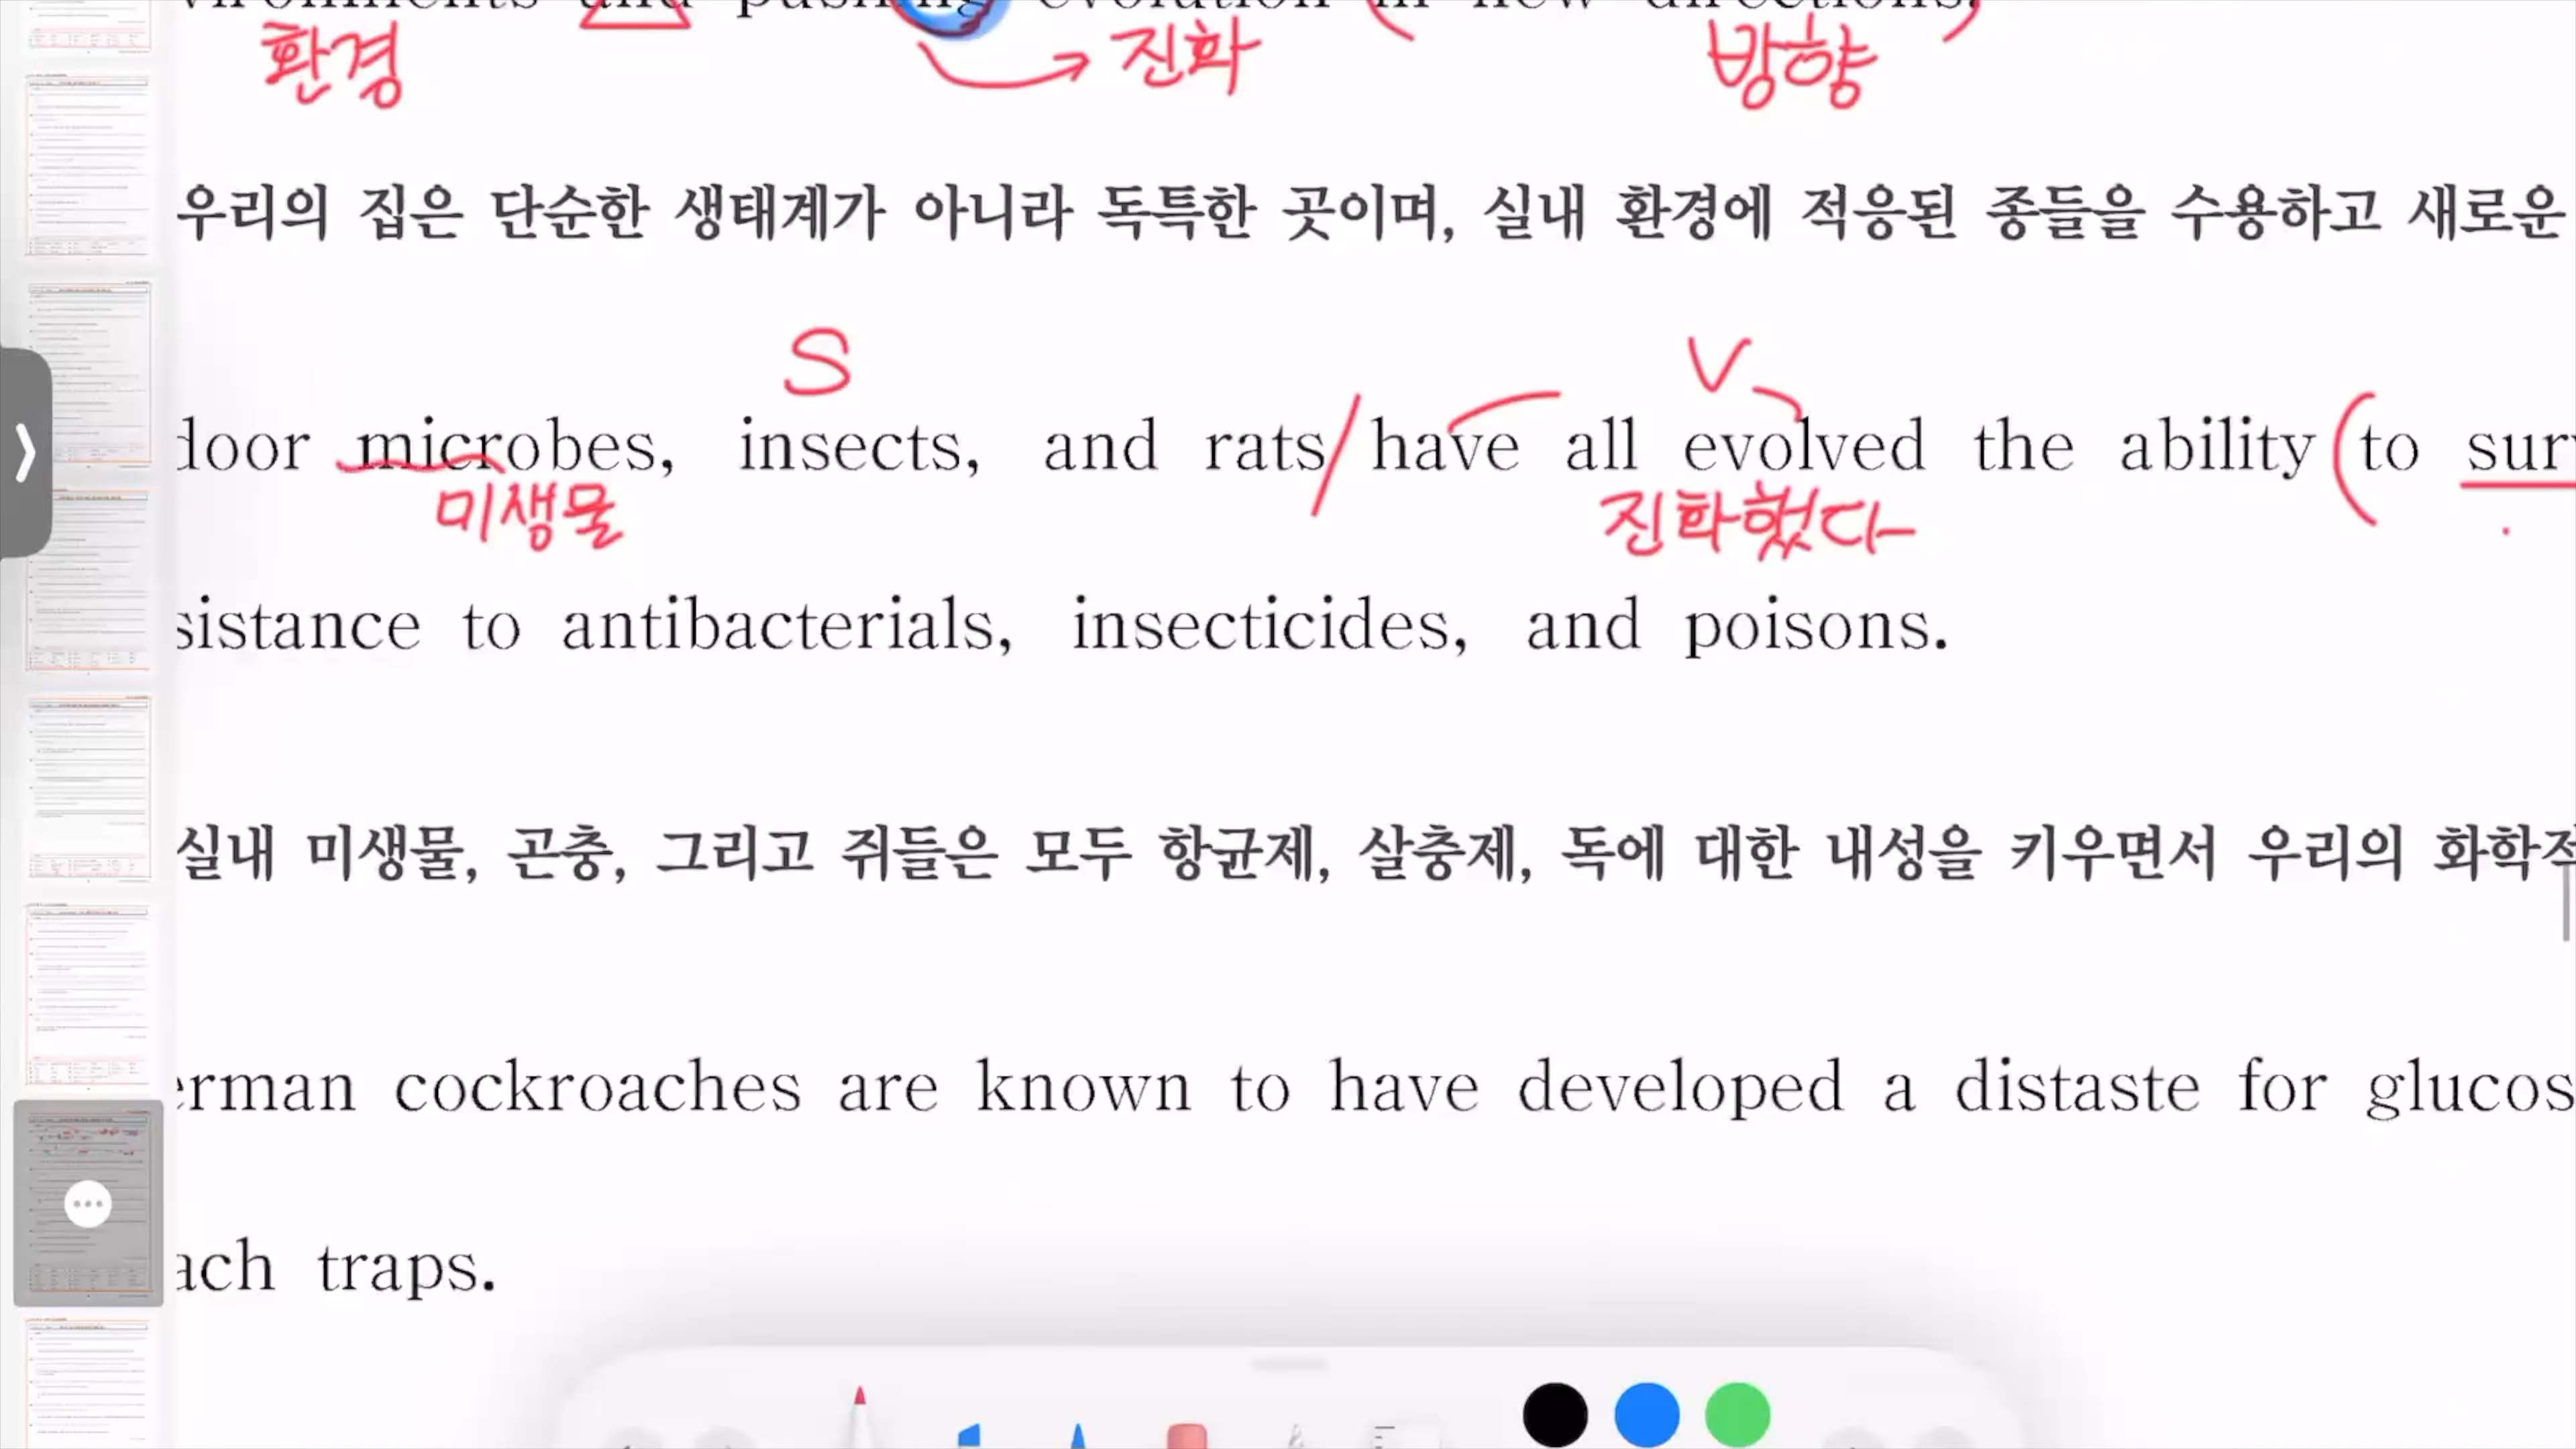 and pushing evolution (in new directions.)
환경 진화 방향
우리의 집은 단순한 생태계가 아니라 독특한 곳이며, 실내 환경에 적응된 종들을 수용하고 새로운
S V
door microbes, insects, and rats / have all evolved the ability (to sur
미생물 진화했다
sistance to antibacterials, insecticides, and poisons.
실내 미생물, 곤충, 그리고 쥐들은 모두 항균제, 살충제, 독에 대한 내성을 키우면서 우리의
erman cockroaches are known to have developed a distaste for glucos
ach traps.